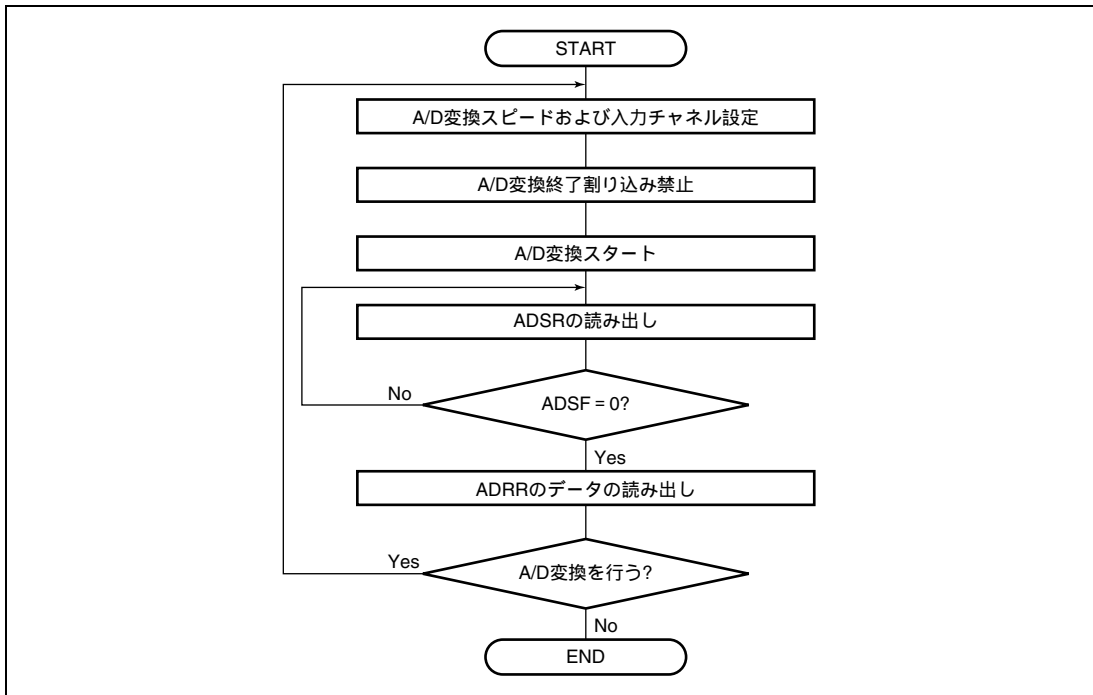 START
A/D変換スピードおよび入力チャネル設定
A/D変換終了割り込み禁止
A/D変換スタート
ADSRの読み出し
No
ADSF = 0?
Yes
ADRRのデータの読み出し
Yes
A/D変換を行う?
No
END